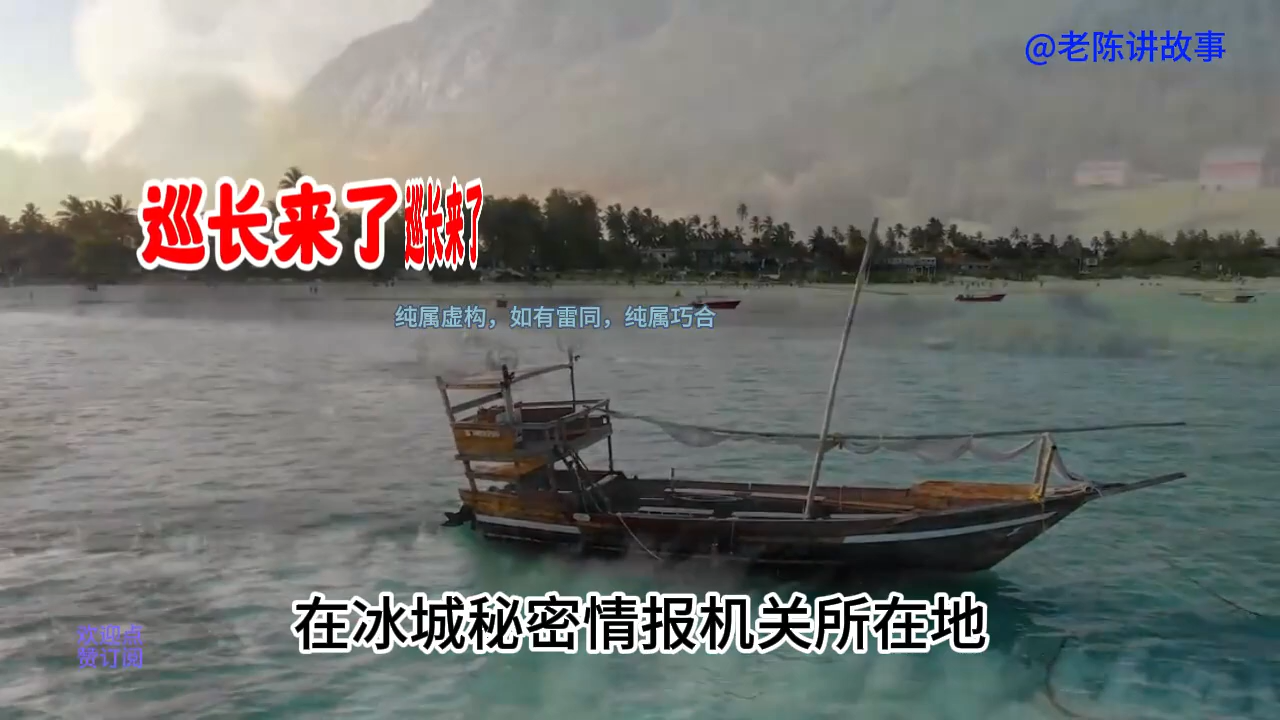 @老陈讲故事
巡长来了 巡长来了
纯属虚构，如有雷同，纯属巧合
在冰城秘密情报机关所在地
欢迎点
赞订阅